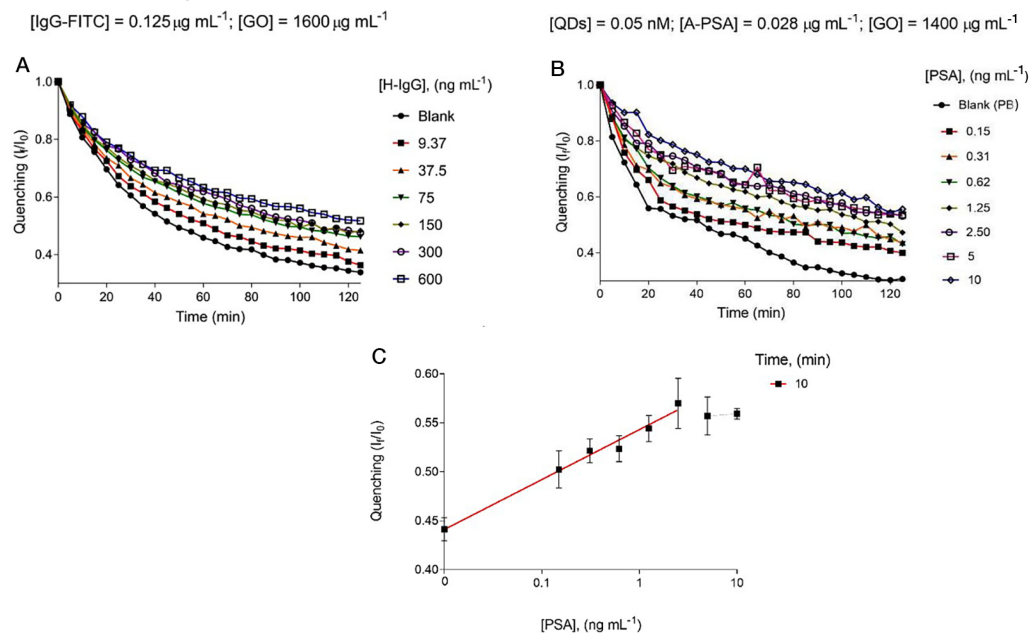 [IgG-FITC] = 0.125 µg mL⁻¹; [GO] = 1600 µg mL⁻¹
[QDs] = 0.05 nM; [A-PSA] = 0.028 µg mL⁻¹; [GO] = 1400 µg mL⁻¹
A
[H-IgG], (ng mL⁻¹)
Blank
9.37
37.5
75
150
300
600
Quenching (If/I0)
1.0
0.8
0.6
0.4
0 20 40 60 80 100 120
Time (min)
B
[PSA], (ng mL⁻¹)
Blank (PB)
0.15
0.31
0.62
1.25
2.50
5
10
Quenching (If/I0)
1.0
0.8
0.6
0.4
0 20 40 60 80 100 120
Time (min)
C
Time, (min)
10
Quenching (If/I0)
0.60
0.55
0.50
0.45
0.40
0 0.1 1 10
[PSA], (ng mL⁻¹)